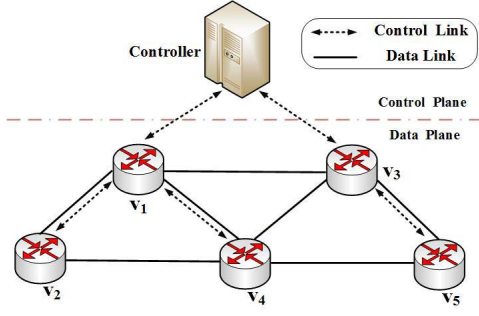 Controller
Control Link
Data Link
Control Plane
Data Plane
v1
v3
v2
v4
v5